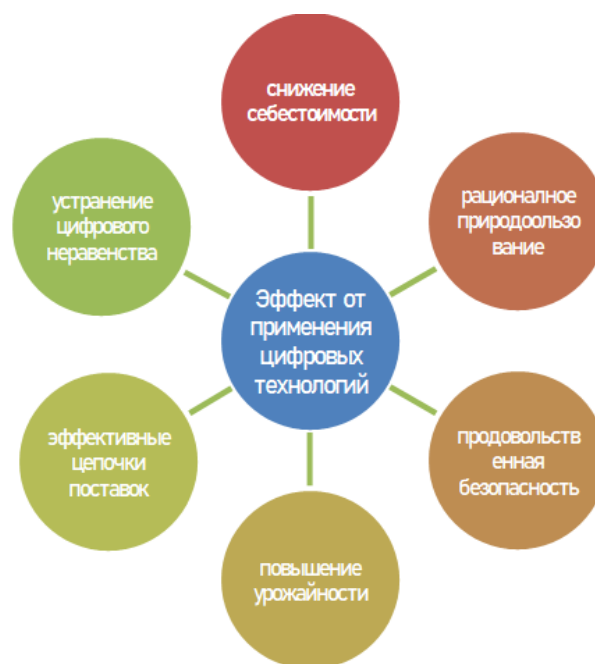 снижение
себестоимости
рационалное
природоользо
вание
продовольств
енная
безопасность
повышение
урожайности
эффективные
цепочки
поставок
устранение
цифрового
неравенства
Эффект от
применения
цифровых
технологий